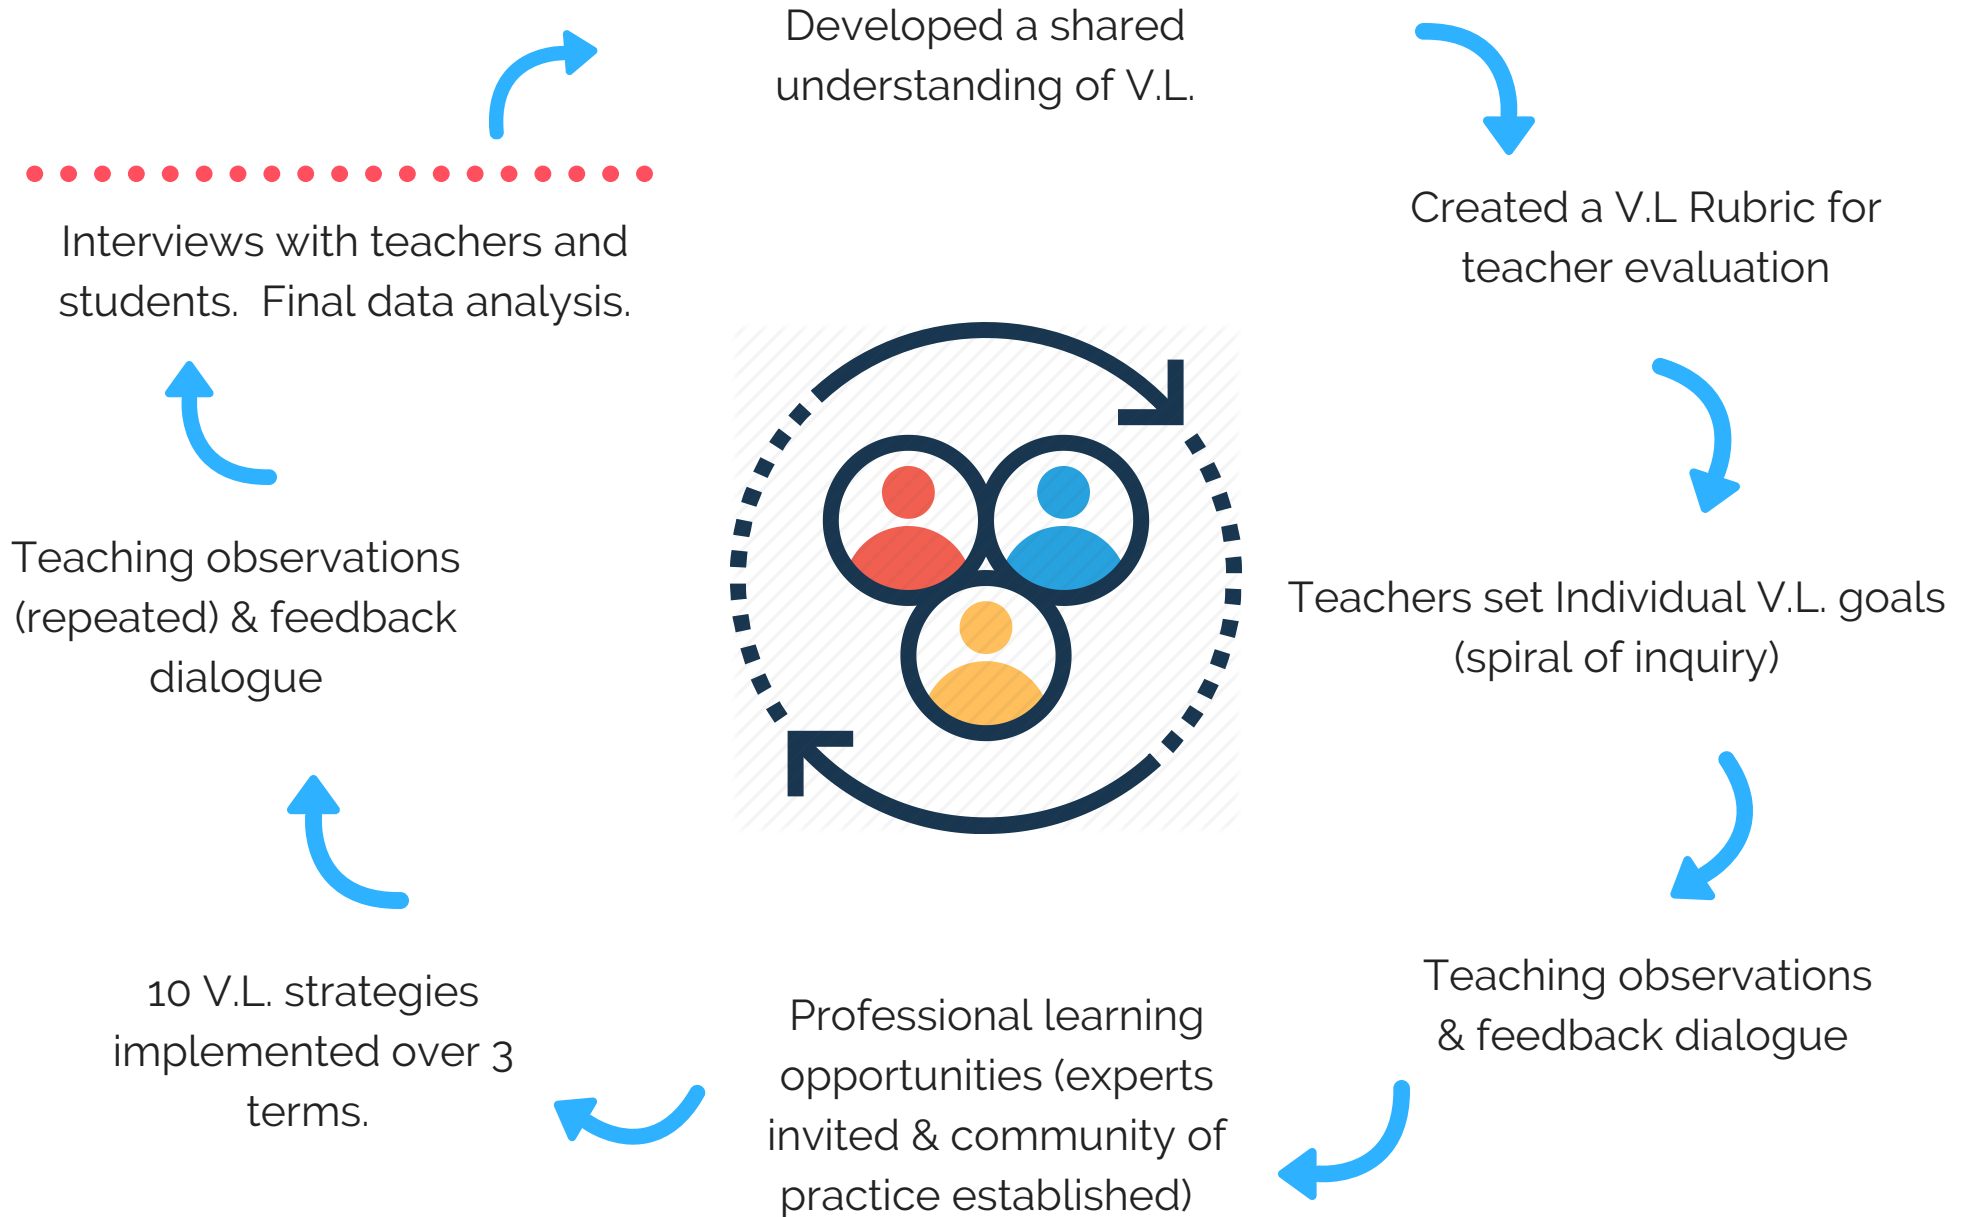 Developed a shared
understanding of V.L.
Created a V.L Rubric for
teacher evaluation
Teachers set Individual V.L. goals
(spiral of inquiry)
Teaching observations
& feedback dialogue
Professional learning
opportunities (experts
invited & community of
practice established)
10 V.L. strategies
implemented over 3
terms.
Teaching observations
(repeated) & feedback
dialogue
Interviews with teachers and
students.  Final data analysis.